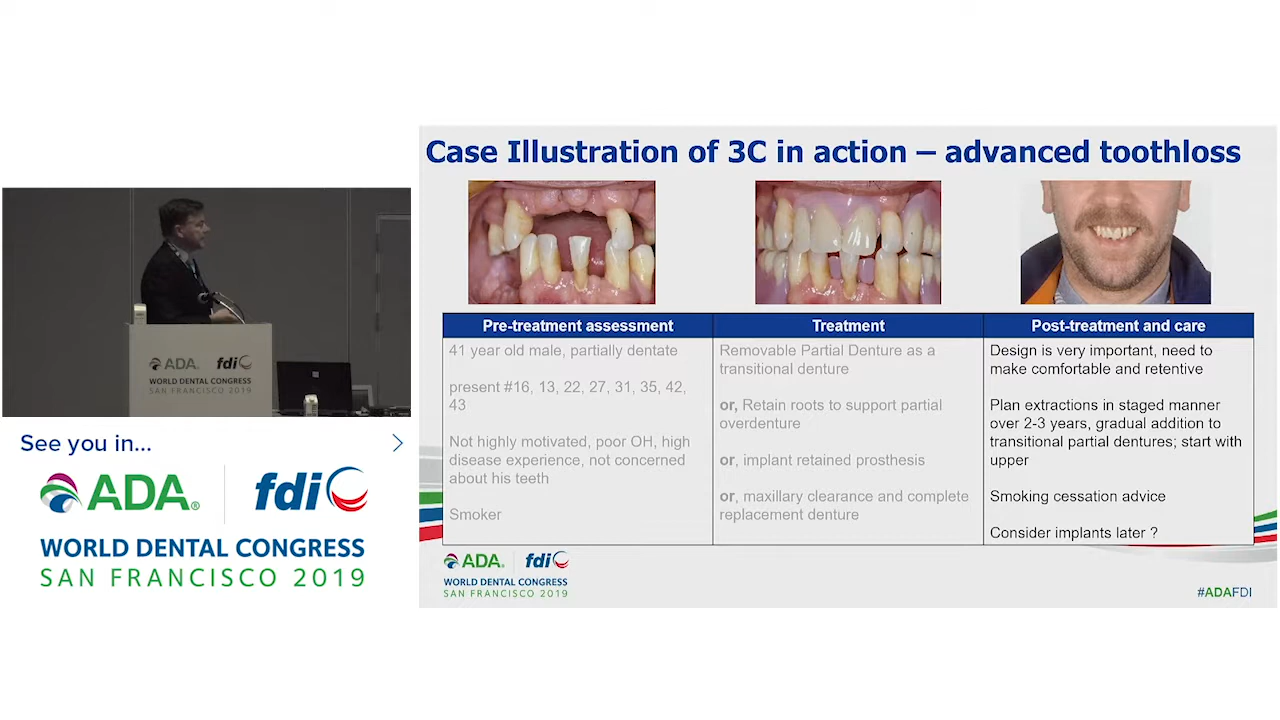 Case Illustration of 3C in action – advanced toothloss
Pre-treatment assessment
41 year old male, partially dentate
present #16, 13, 22, 27, 31, 35, 42,
43
Not highly motivated, poor OH, high
disease experience, not concerned
about his teeth
Smoker
Treatment
Removable Partial Denture as a
transitional denture
or, Retain roots to support partial
overdenture
or, implant retained prosthesis
or, maxillary clearance and complete
replacement denture
Post-treatment and care
Design is very important, need to
make comfortable and retentive
Plan extractions in staged manner
over 2-3 years, gradual addition to
transitional partial dentures; start with
upper
Smoking cessation advice
Consider implants later ?
ADA. fdi
WORLD DENTAL CONGRESS
SAN FRANCISCO 2019
#ADAFDI
ADA. fdi
WORLD DENTAL CONGRESS
SAN FRANCISCO 2019
See you in...
ADA® fdi
WORLD DENTAL CONGRESS
SAN FRANCISCO 2019